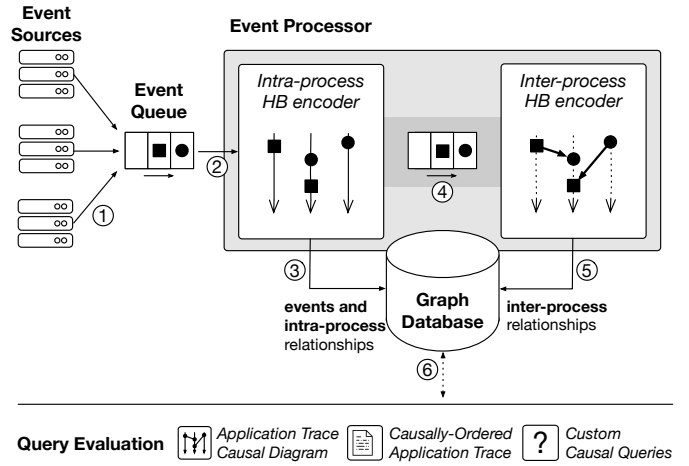 Event
Sources
Event Processor
Event
Queue
Intra-process
HB encoder
Inter-process
HB encoder
①
②
④
③
⑤
events and
intra-process
relationships
Graph
Database
inter-process
relationships
⑥
Query Evaluation
Application Trace
Causal Diagram
Causally-Ordered
Application Trace
?
Custom
Causal Queries